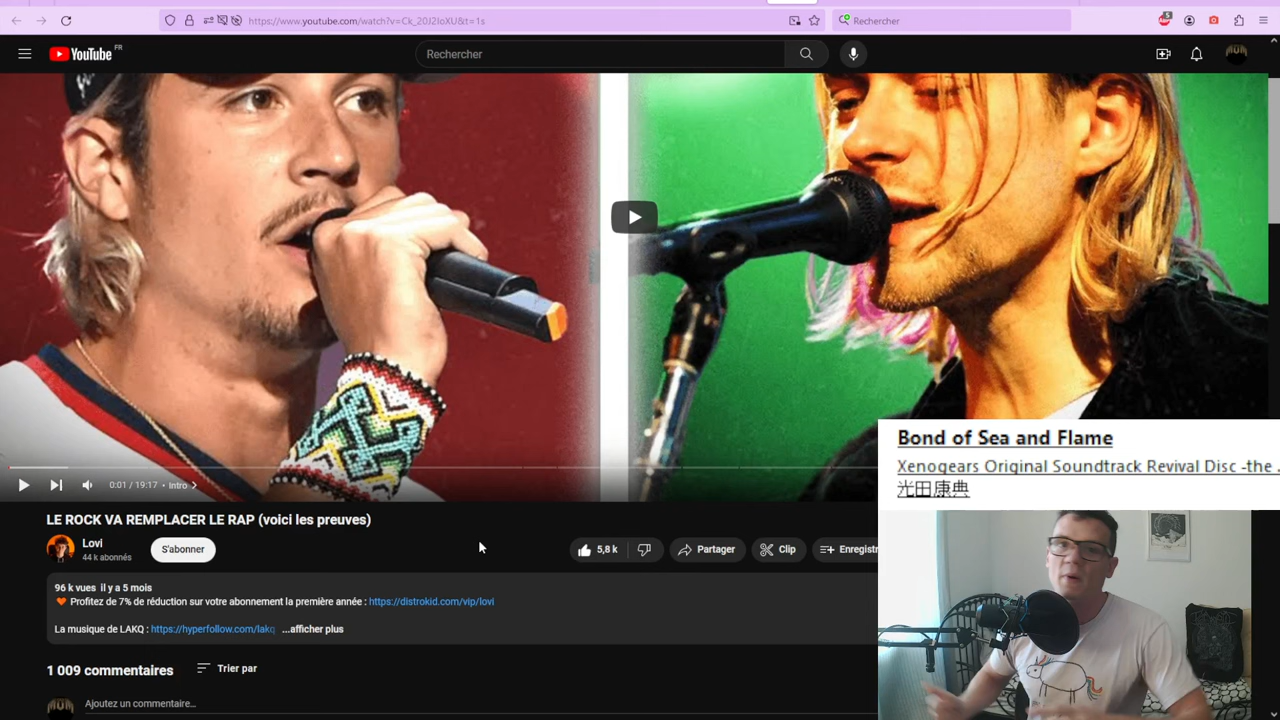 https://www.youtube.com/watch?v=Ck_20J2IoXU&t=1s
Rechercher
5
YouTube FR
Rechercher
0:01 / 19:17 • Intro
LE ROCK VA REMPLACER LE RAP (voici les preuves)
Lovi
44 k abonnés
S'abonner
5,8 k
Partager
Clip
Enregistr
96 k vues il y a 5 mois
Profitez de 7% de réduction sur votre abonnement la première année : https://distrokid.com/vip/lovi
La musique de LAKQ : https://hyperfollow.com/lakq ...afficher plus
1 009 commentaires
Trier par
Ajoutez un commentaire...
Bond of Sea and Flame
Xenogears Original Soundtrack Revival Disc -the ..
光田康典